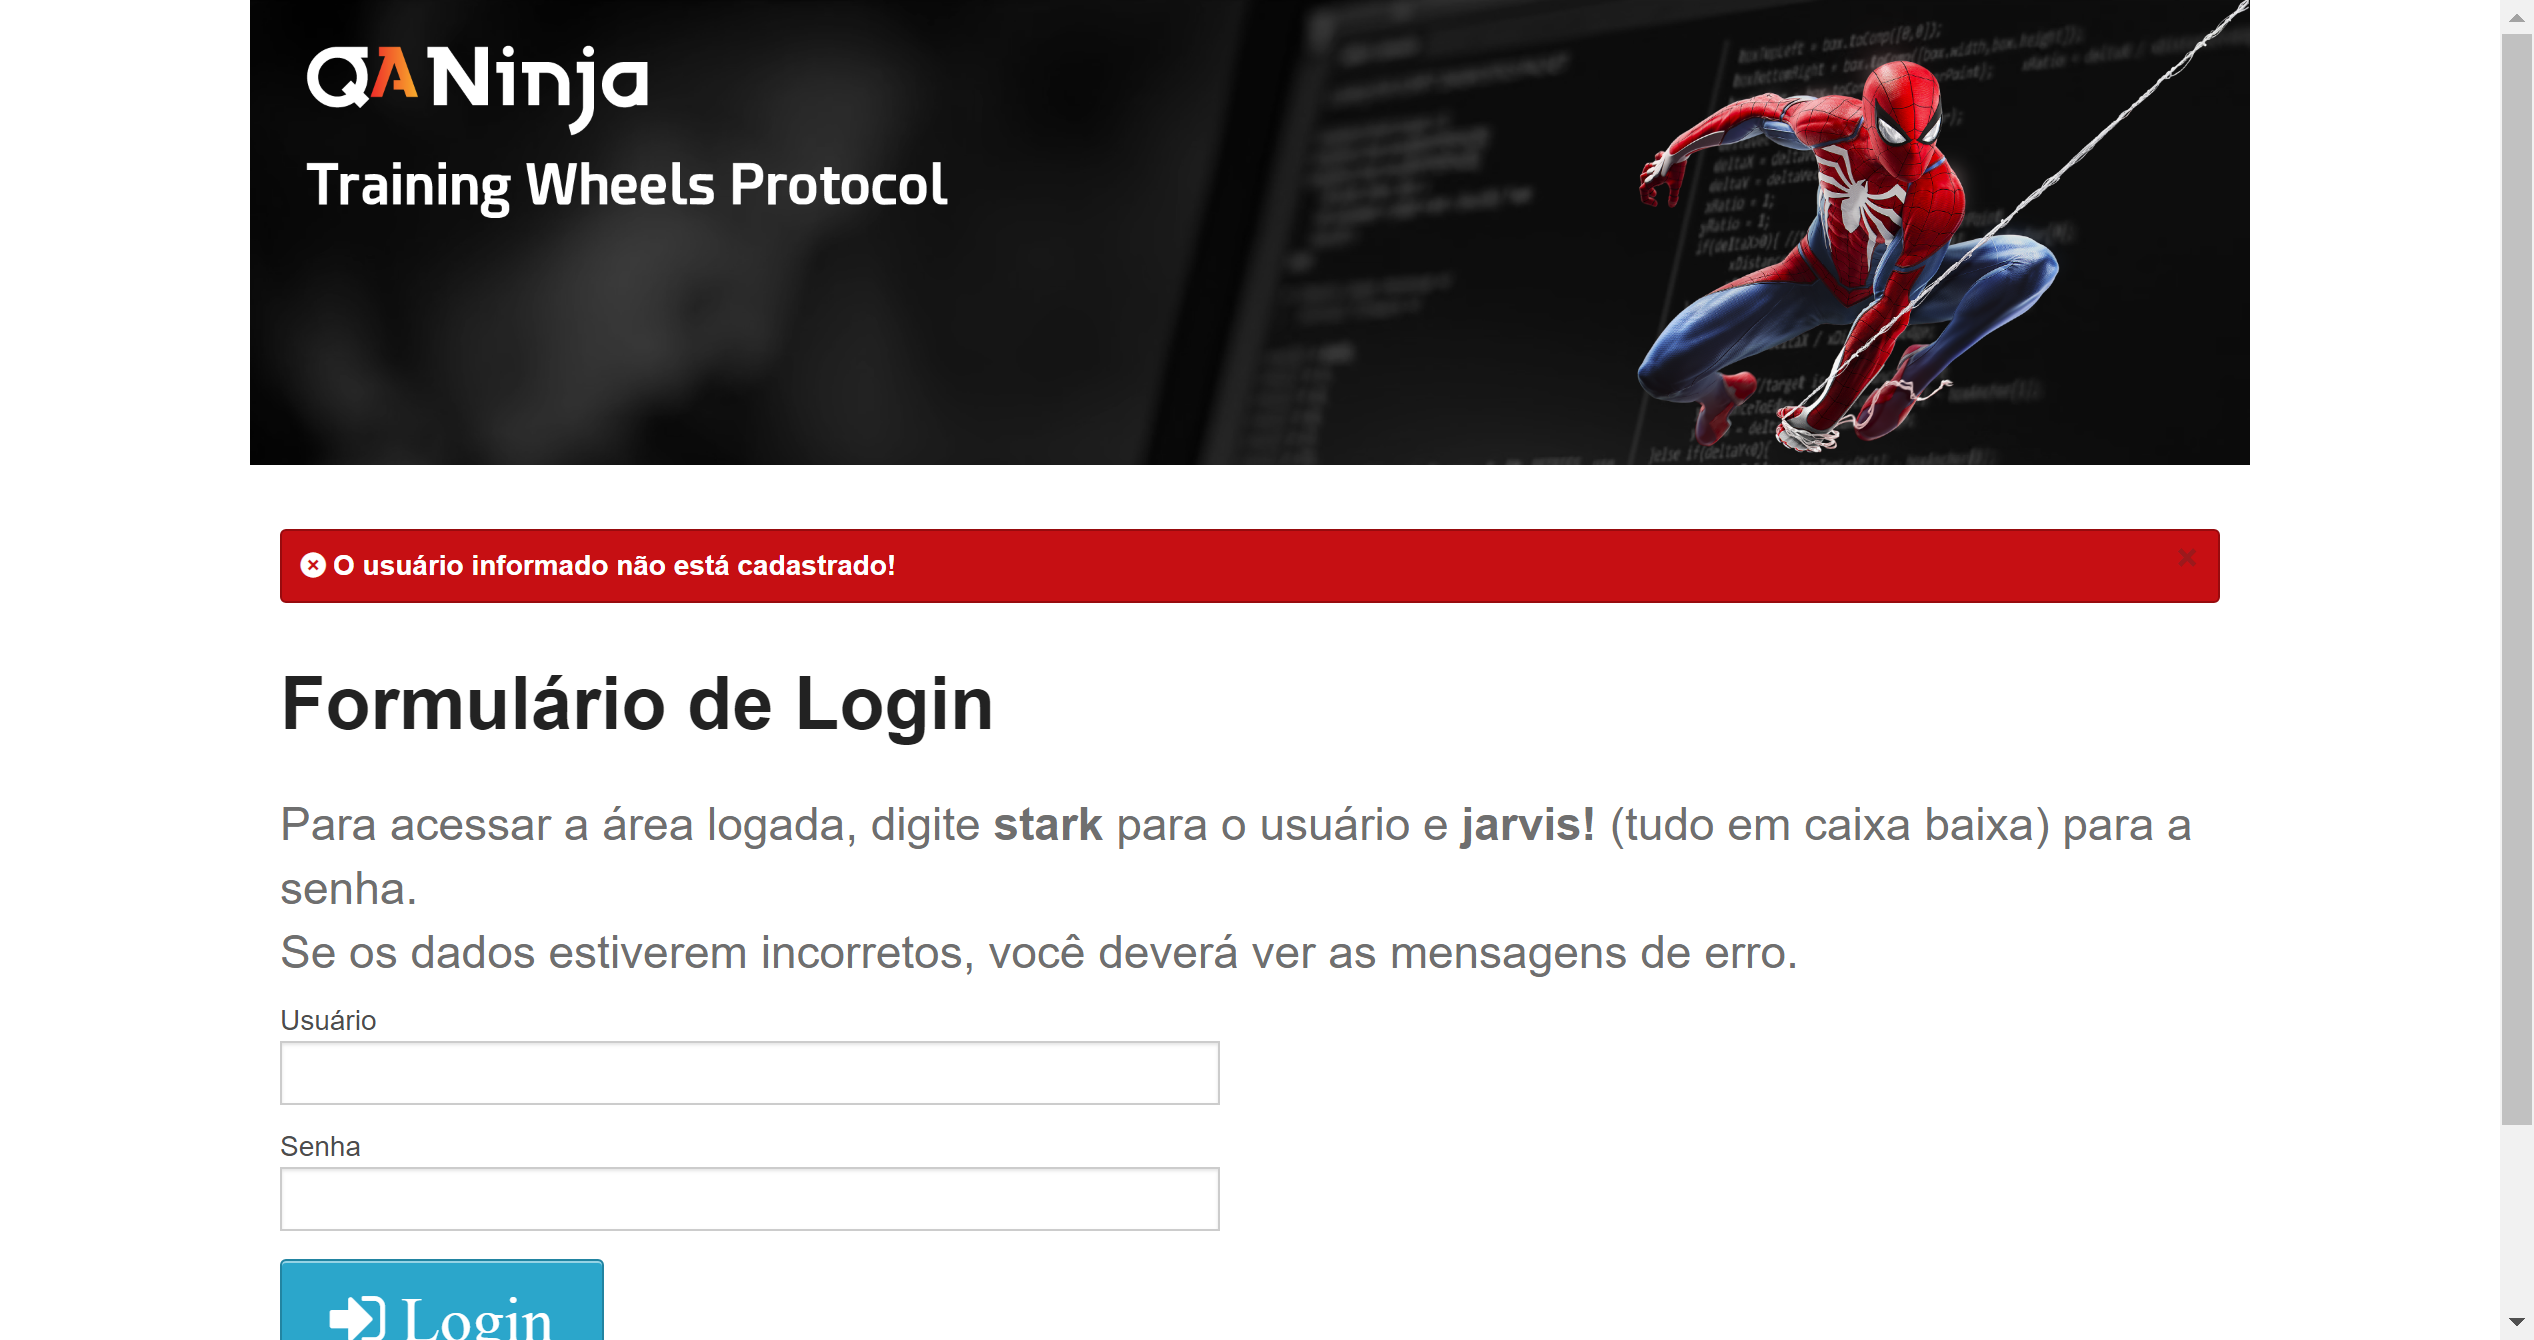 QANinja
Training Wheels Protocol
O usuário informado não está cadastrado!
Formulário de Login
Para acessar a área logada, digite stark para o usuário e jarvis! (tudo em caixa baixa) para a
senha.
Se os dados estiverem incorretos, você deverá ver as mensagens de erro.
Usuário
Senha
Login